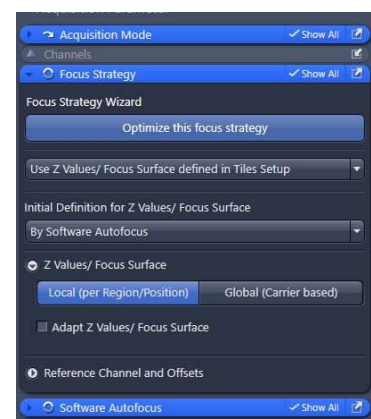 Acquisition Mode Show All
Channels
Focus Strategy Show All
Focus Strategy Wizard
Optimize this focus strategy
Use Z Values/ Focus Surface defined in Tiles Setup
Initial Definition for Z Values/ Focus Surface
By Software Autofocus
Z Values/ Focus Surface
Local (per Region/Position) Global (Carrier based)
Adapt Z Values/ Focus Surface
Reference Channel and Offsets
Software Autofocus Show All